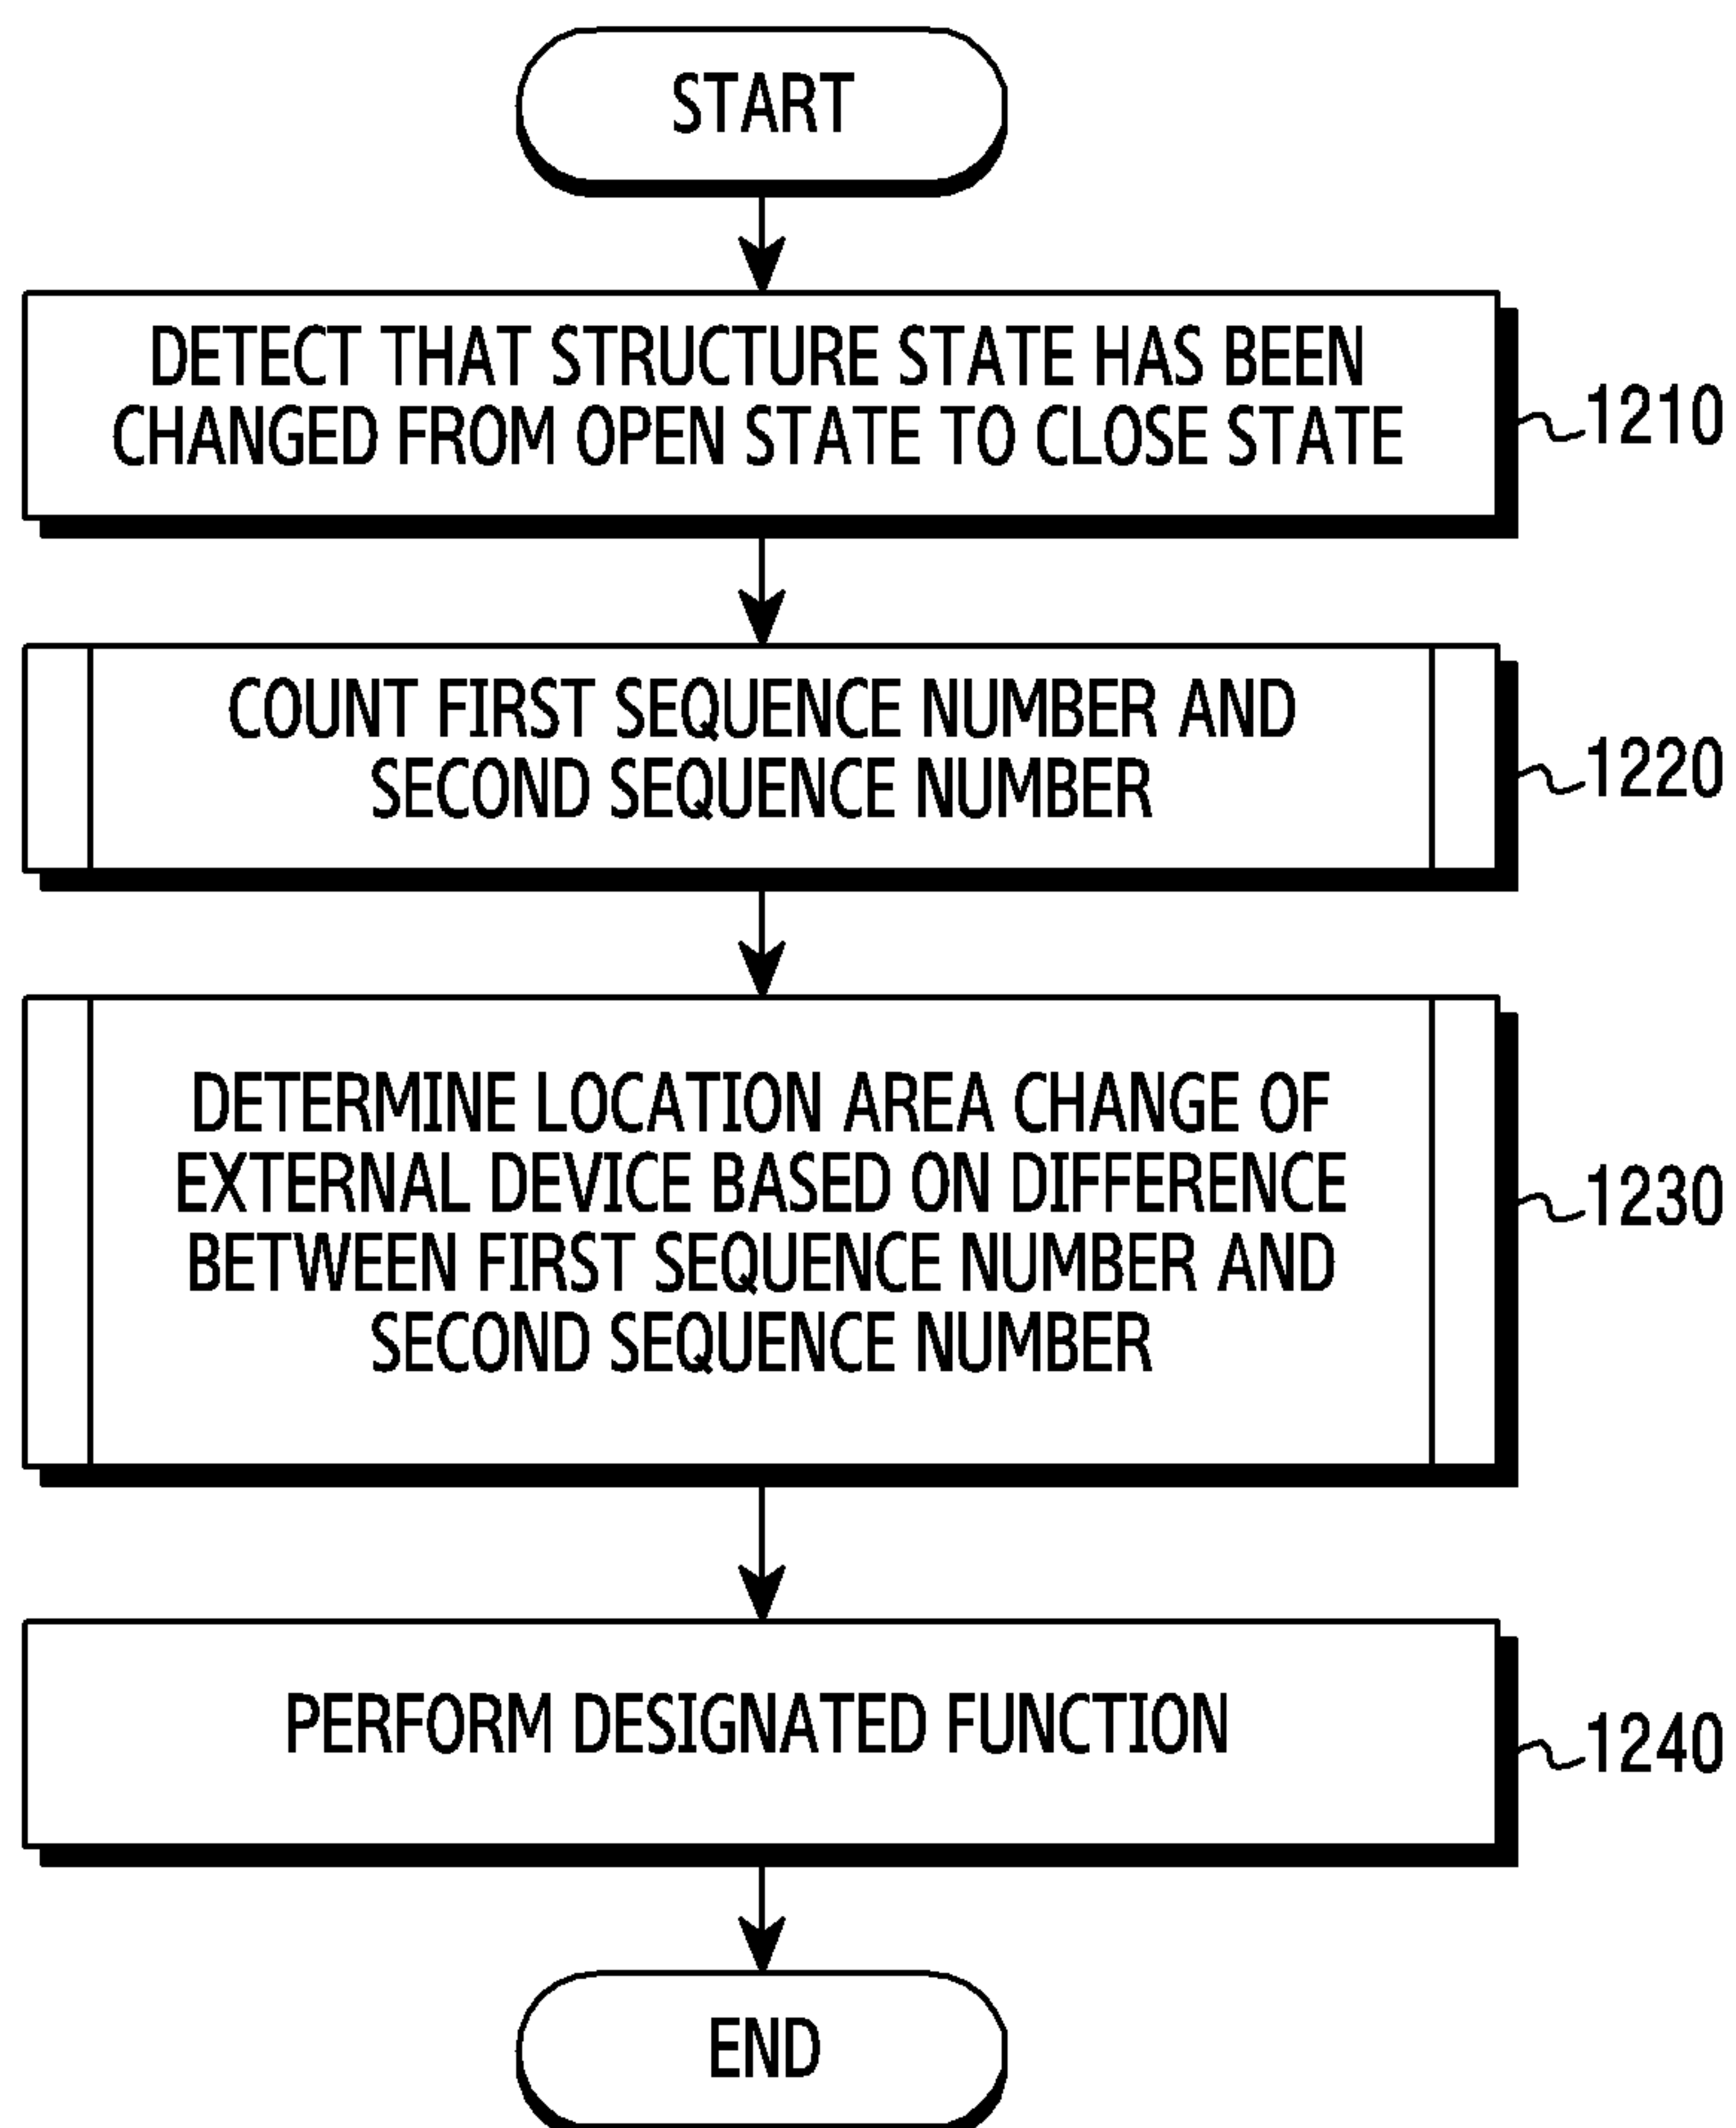 START
DETECT THAT STRUCTURE STATE HAS BEEN
CHANGED FROM OPEN STATE TO CLOSE STATE
1210
COUNT FIRST SEQUENCE NUMBER AND
SECOND SEQUENCE NUMBER
1220
DETERMINE LOCATION AREA CHANGE OF
EXTERNAL DEVICE BASED ON DIFFERENCE
BETWEEN FIRST SEQUENCE NUMBER AND
SECOND SEQUENCE NUMBER
1230
PERFORM DESIGNATED FUNCTION
1240
END